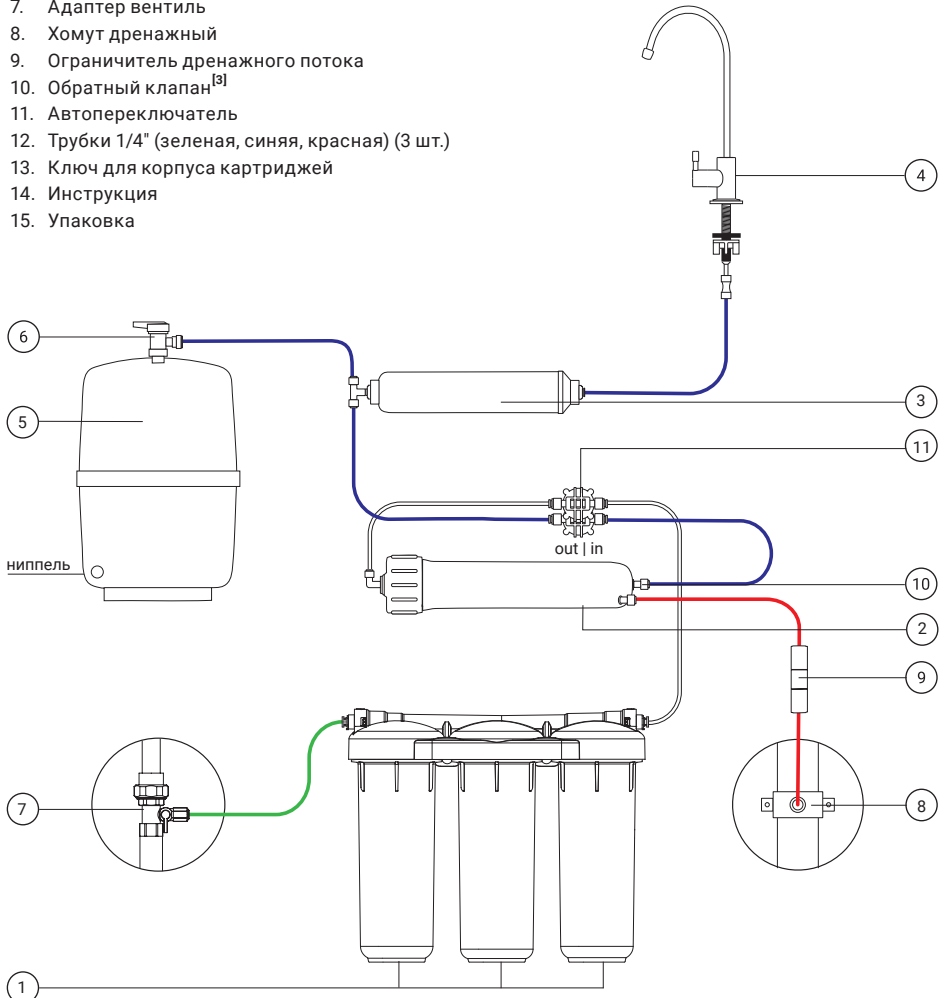 7. Адаптер вентиль
8. Хомут дренажный
9. Ограничитель дренажного потока
10. Обратный клапан[3]
11. Автопереключатель
12. Трубки 1/4" (зеленая, синяя, красная) (3 шт.)
13. Ключ для корпуса картриджей
14. Инструкция
15. Упаковка
4
6
3
5
11
out | in
ниппель
10
2
9
7
8
1